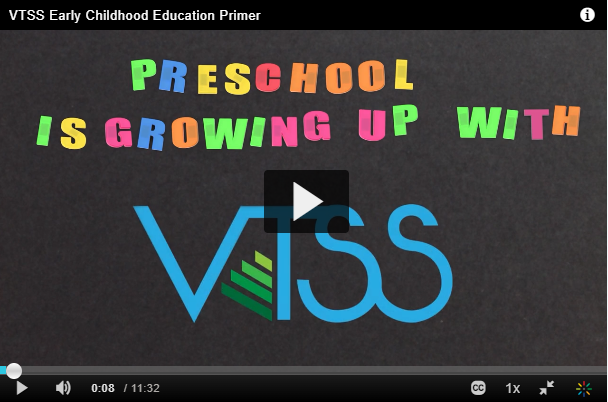 VTSS Early Childhood Education Primer
PRESCHOOL
IS GROWING UP WITH
VTSS
0:08 / 11:32
CC
1x